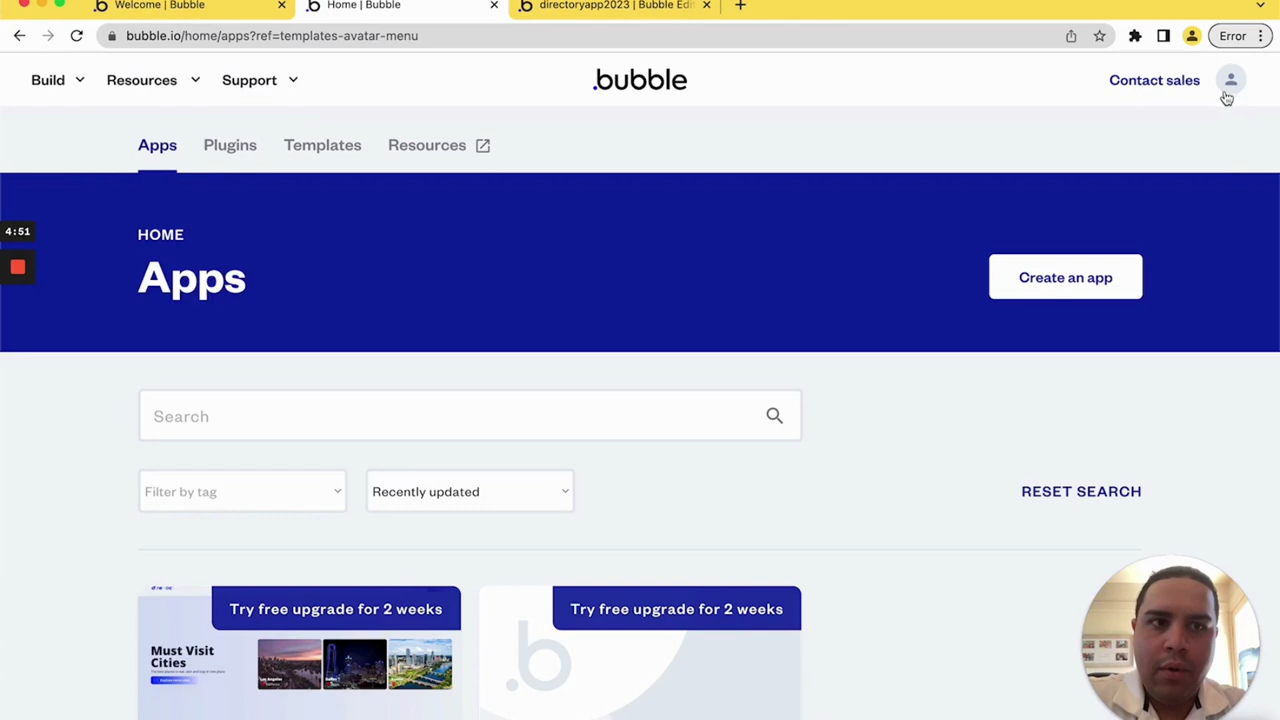 Welcome | Bubble
Home | Bubble
directoryapp2023 | Bubble Edi
bubble.io/home/apps?ref=templates-avatar-menu
Error
Build
Resources
Support
.bubble
Contact sales
Apps
Plugins
Templates
Resources
4:51
HOME
Apps
Create an app
Search
Filter by tag
Recently updated
RESET SEARCH
Try free upgrade for 2 weeks
Try free upgrade for 2 weeks
Must Visit
Cities
.b